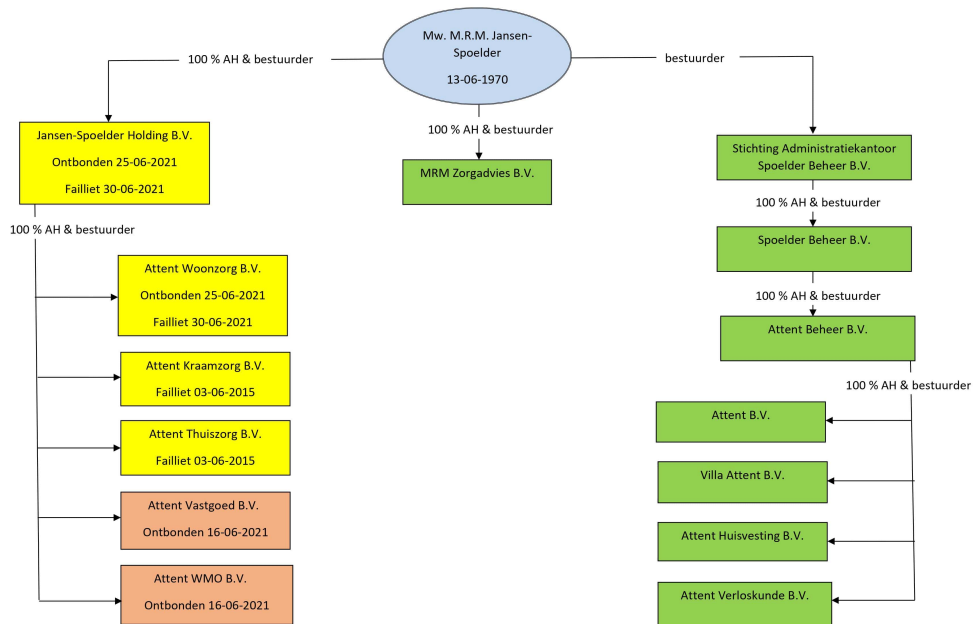 Mw. M.R.M. Jansen-
Spoelder
13-06-1970
100 % AH & bestuurder
bestuurder
100 % AH & bestuurder
Jansen-Spoelder Holding B.V.
Ontbonden 25-06-2021
Failliet 30-06-2021
MRM Zorgadvies B.V.
Stichting Administratiekantoor
Spoelder Beheer B.V.
100 % AH & bestuurder
Spoelder Beheer B.V.
100 % AH & bestuurder
Attent Beheer B.V.
100 % AH & bestuurder
Attent Woonzorg B.V.
Ontbonden 25-06-2021
Failliet 30-06-2021
Attent Kraamzorg B.V.
Failliet 03-06-2015
Attent Thuiszorg B.V.
Failliet 03-06-2015
Attent Vastgoed B.V.
Ontbonden 16-06-2021
Attent WMO B.V.
Ontbonden 16-06-2021
100 % AH & bestuurder
Attent B.V.
Villa Attent B.V.
Attent Huisvesting B.V.
Attent Verloskunde B.V.